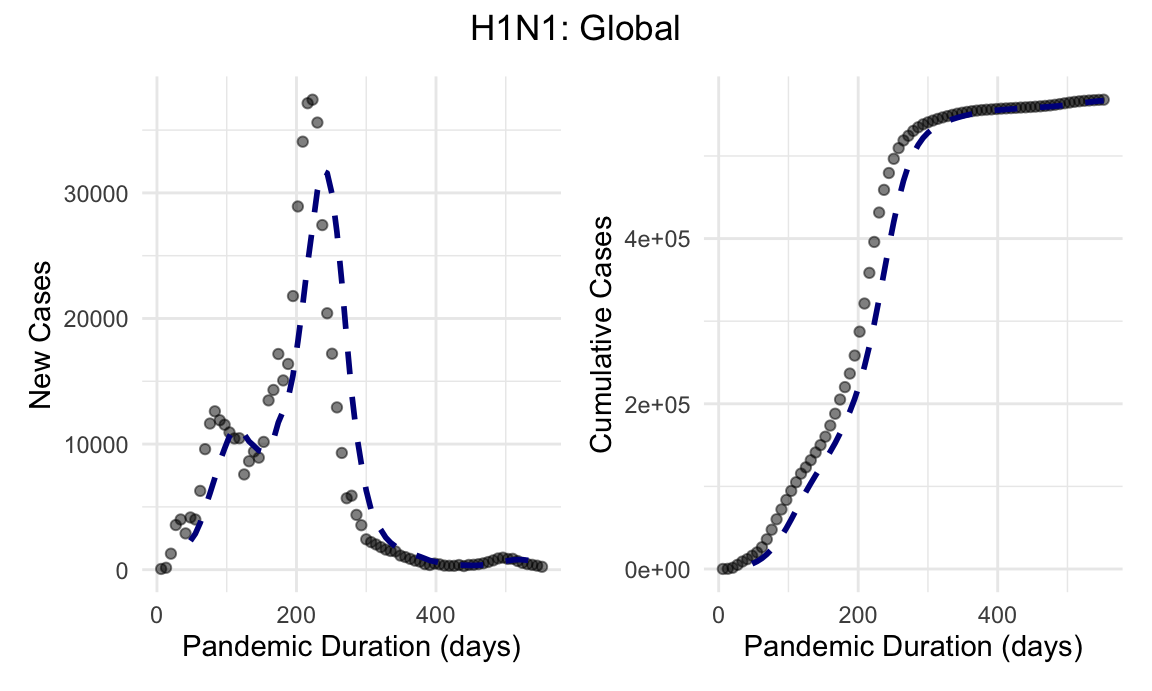 H1N1: Global
New Cases
30000
20000
10000
0
0 200 400
Pandemic Duration (days)
Cumulative Cases
4e+05
2e+05
0e+00
0 200 400
Pandemic Duration (days)